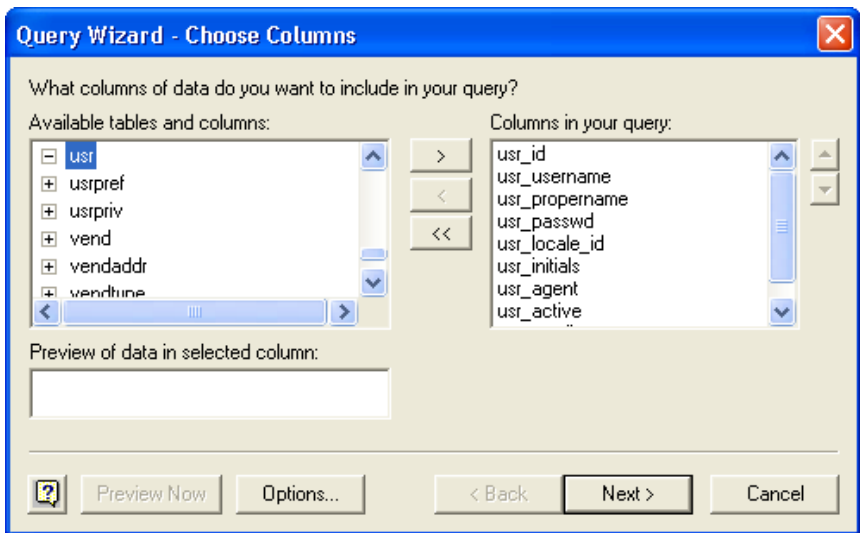 Query Wizard - Choose Columns
What columns of data do you want to include in your query?
Available tables and columns:
usr
usrpref
usrpriv
vend
vendaddr
vendtype
>
<
<<
Columns in your query:
usr_id
usr_username
usr_propername
usr_passwd
usr_locale_id
usr_initials
usr_agent
usr_active
Preview of data in selected column:
Preview Now
Options...
< Back
Next >
Cancel